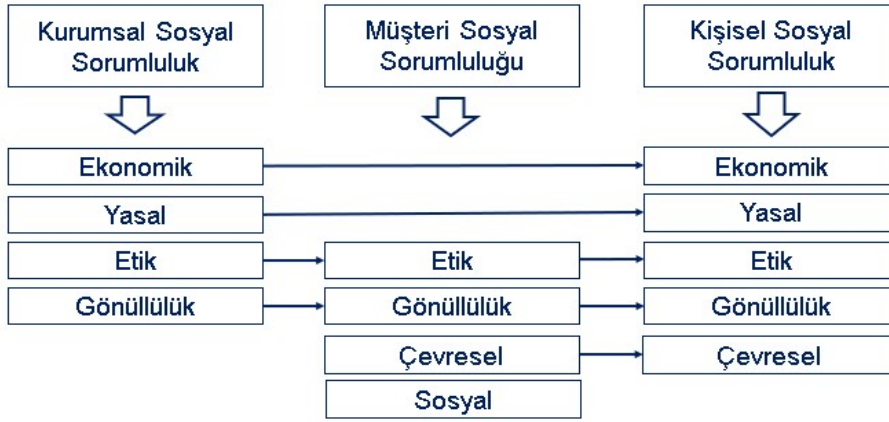 Kurumsal Sosyal
Sorumluluk
Müşteri Sosyal
Sorumluluğu
Kişisel Sosyal
Sorumluluk
Ekonomik
Ekonomik
Yasal
Yasal
Etik
Etik
Etik
Gönüllülük
Gönüllülük
Gönüllülük
Çevresel
Çevresel
Sosyal